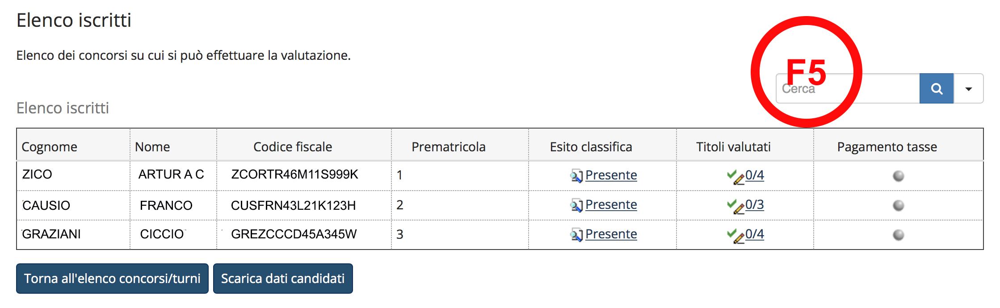 Elenco iscritti
Elenco dei concorsi su cui si può effettuare la valutazione.
F5
Cerca
Elenco iscritti
Cognome Nome Codice fiscale Prematricola Esito classifica Titoli valutati Pagamento tasse
ZICO ARTUR A C ZCORTR46M11S999K 1 Presente 0/4
CAUSIO FRANCO CUSFRN43L21K123H 2 Presente 0/3
GRAZIANI CICCIO GREZCCCD45A345W 3 Presente 0/4
Torna all'elenco concorsi/turni Scarica dati candidati